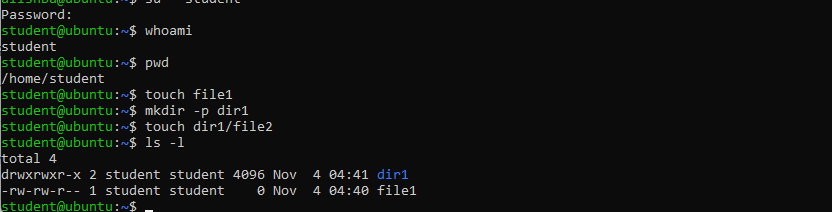 Password:
student@ubuntu:~$ whoami
student
student@ubuntu:~$ pwd
/home/student
student@ubuntu:~$ touch file1
student@ubuntu:~$ mkdir -p dir1
student@ubuntu:~$ touch dir1/file2
student@ubuntu:~$ ls -l
total 4
drwxrwxr-x 2 student student 4096 Nov  4 04:41 dir1
-rw-rw-r-- 1 student student    0 Nov  4 04:40 file1
student@ubuntu:~$